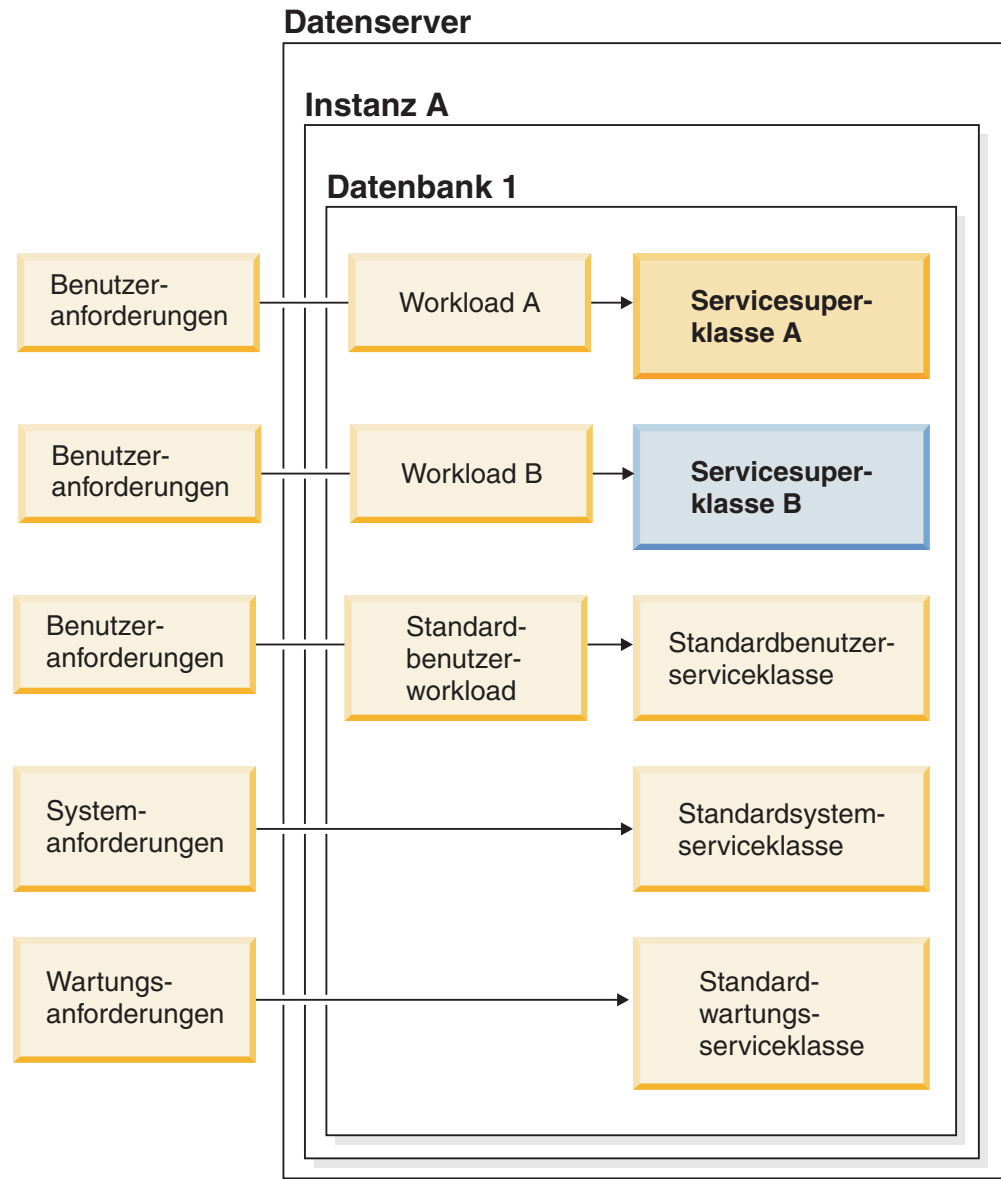 Datenserver
Instanz A
Datenbank 1
Benutzer-
anforderungen
Workload A
Servicesuper-
klasse A
Benutzer-
anforderungen
Workload B
Servicesuper-
klasse B
Benutzer-
anforderungen
Standard-
benutzer-
workload
Standardbenutzer-
serviceklasse
System-
anforderungen
Standardsystem-
serviceklasse
Wartungs-
anforderungen
Standard-
wartungs-
serviceklasse